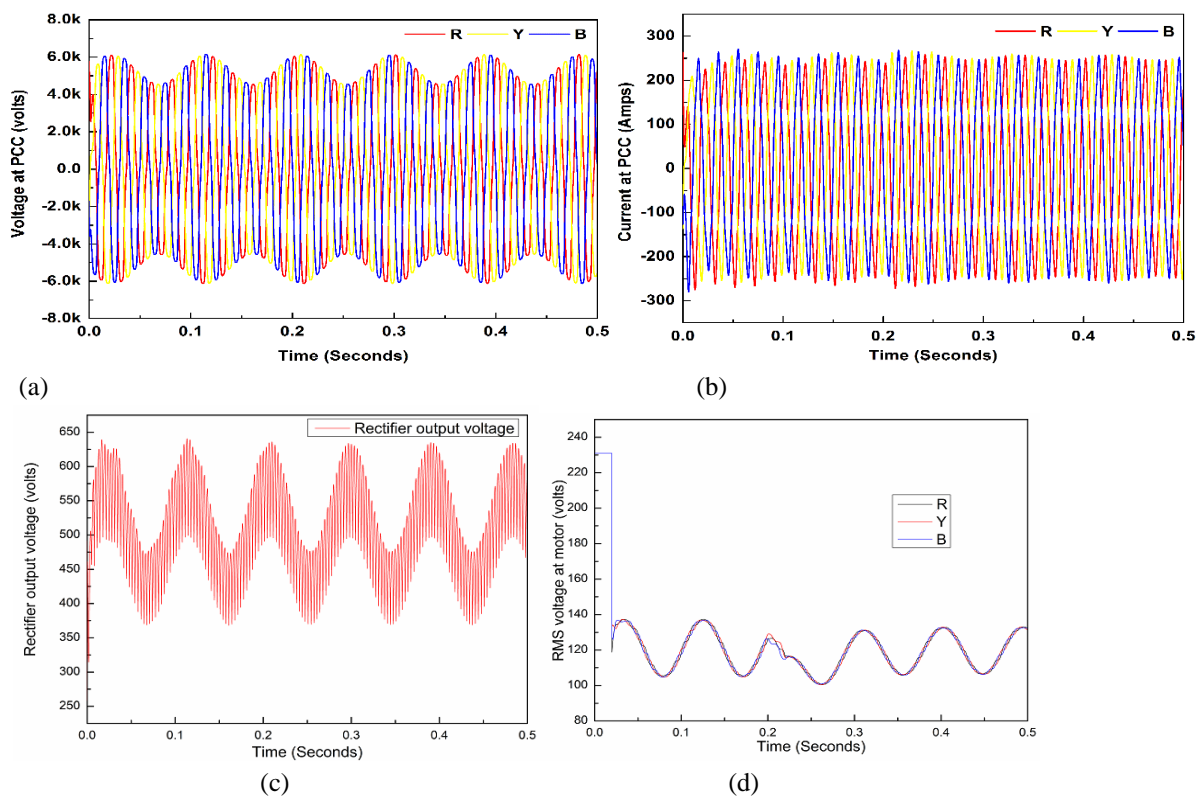 8.0k
6.0k
4.0k
2.0k
0.0
-2.0k
-4.0k
-6.0k
-8.0k
Voltage at PCC (volts)
R Y B
0.0 0.1 0.2 0.3 0.4 0.5
Time (Seconds)
(a)
300
200
100
0
-100
-200
-300
Current at PCC (Amps)
R Y B
0.0 0.1 0.2 0.3 0.4 0.5
Time (Seconds)
(b)
650
600
550
500
450
400
350
300
250
Rectifier output voltage (volts)
Rectifier output voltage
0.0 0.1 0.2 0.3 0.4 0.5
Time (Seconds)
(c)
240
220
200
180
160
140
120
100
80
RMS voltage at motor (volts)
R
Y
B
0.0 0.1 0.2 0.3 0.4 0.5
Time (Seconds)
(d)